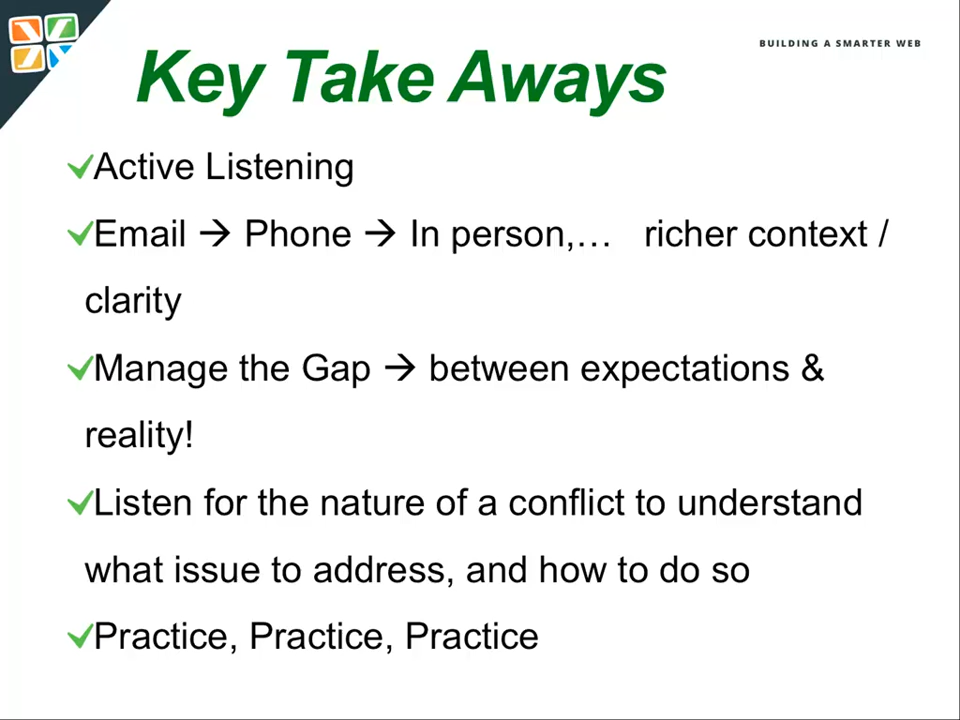 BUILDING A SMARTER WEB
Key Take Aways
Active Listening
Email → Phone → In person,… richer context /
clarity
Manage the Gap → between expectations &
reality!
Listen for the nature of a conflict to understand
what issue to address, and how to do so
Practice, Practice, Practice